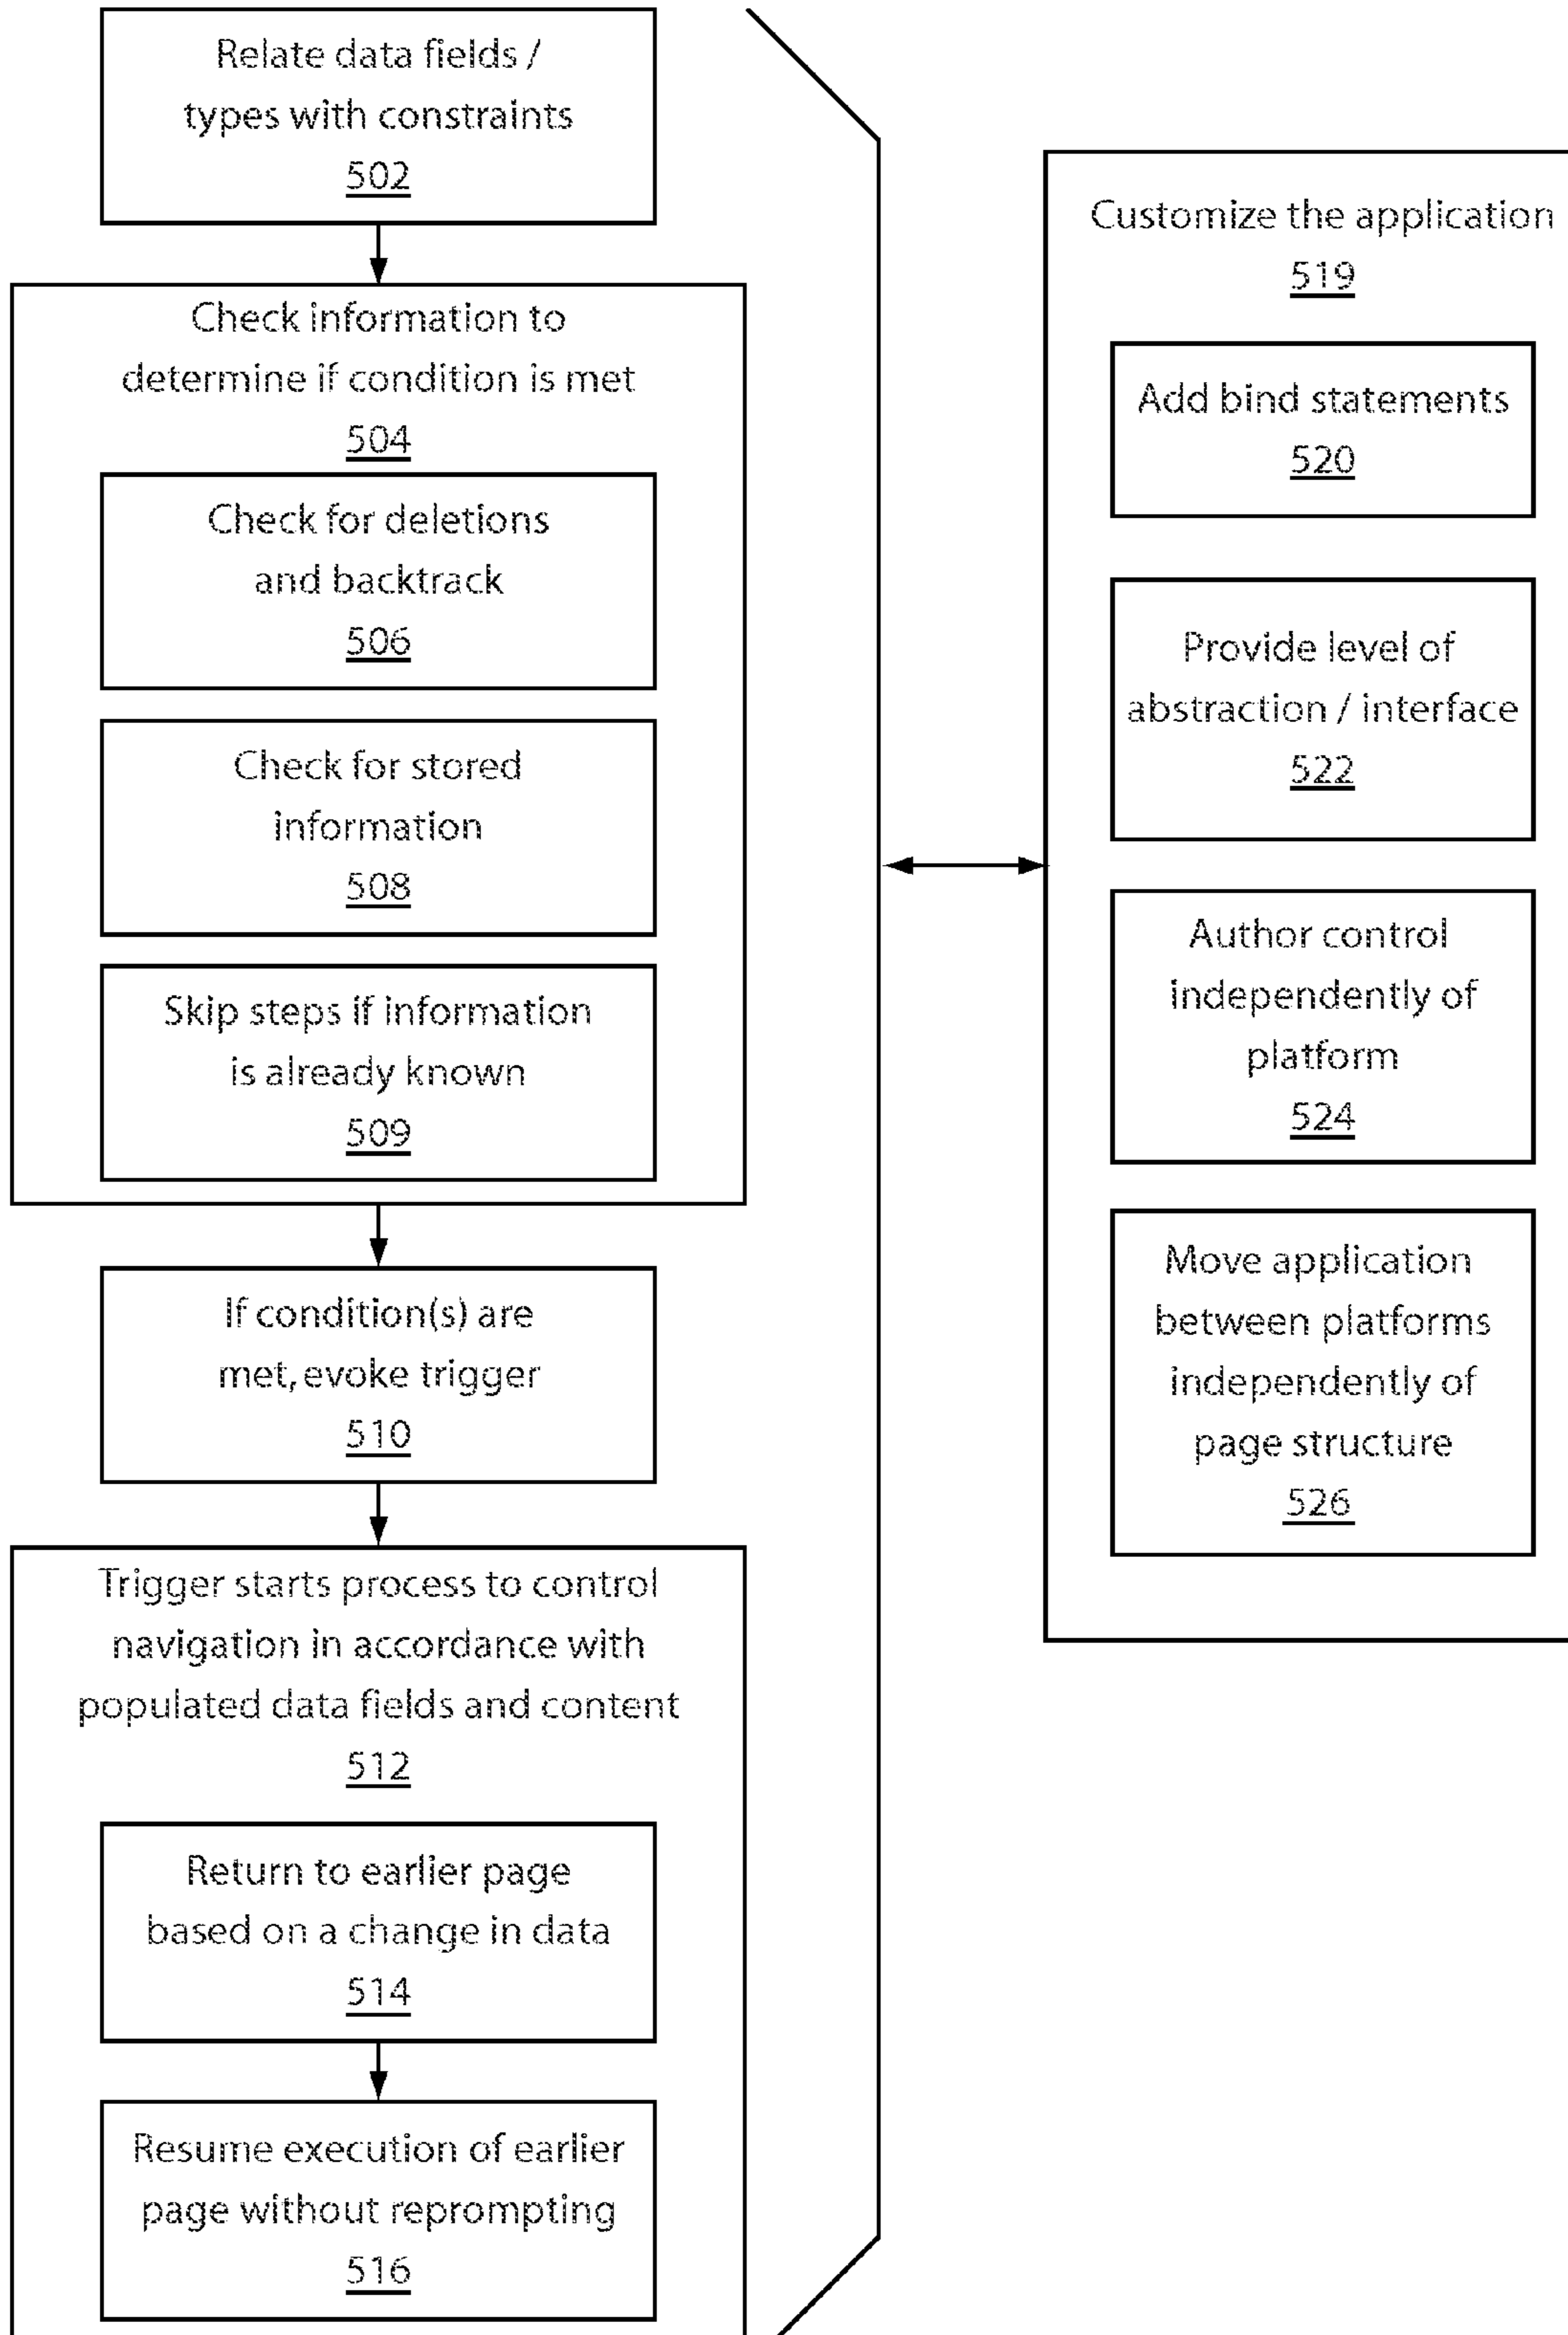 Relate data fields /
types with constraints
502
Check information to
determine if condition is met
504
Check for deletions
and backtrack
506
Check for stored
information
508
Skip steps if information
is already known
509
If condition(s) are
met, evoke trigger
510
Trigger starts process to control
navigation in accordance with
populated data fields and content
512
Return to earlier page
based on a change in data
514
Resume execution of earlier
page without reprompting
516
Customize the application
519
Add bind statements
520
Provide level of
abstraction / interface
522
Author control
independently of
platform
524
Move application
between platforms
independently of
page structure
526